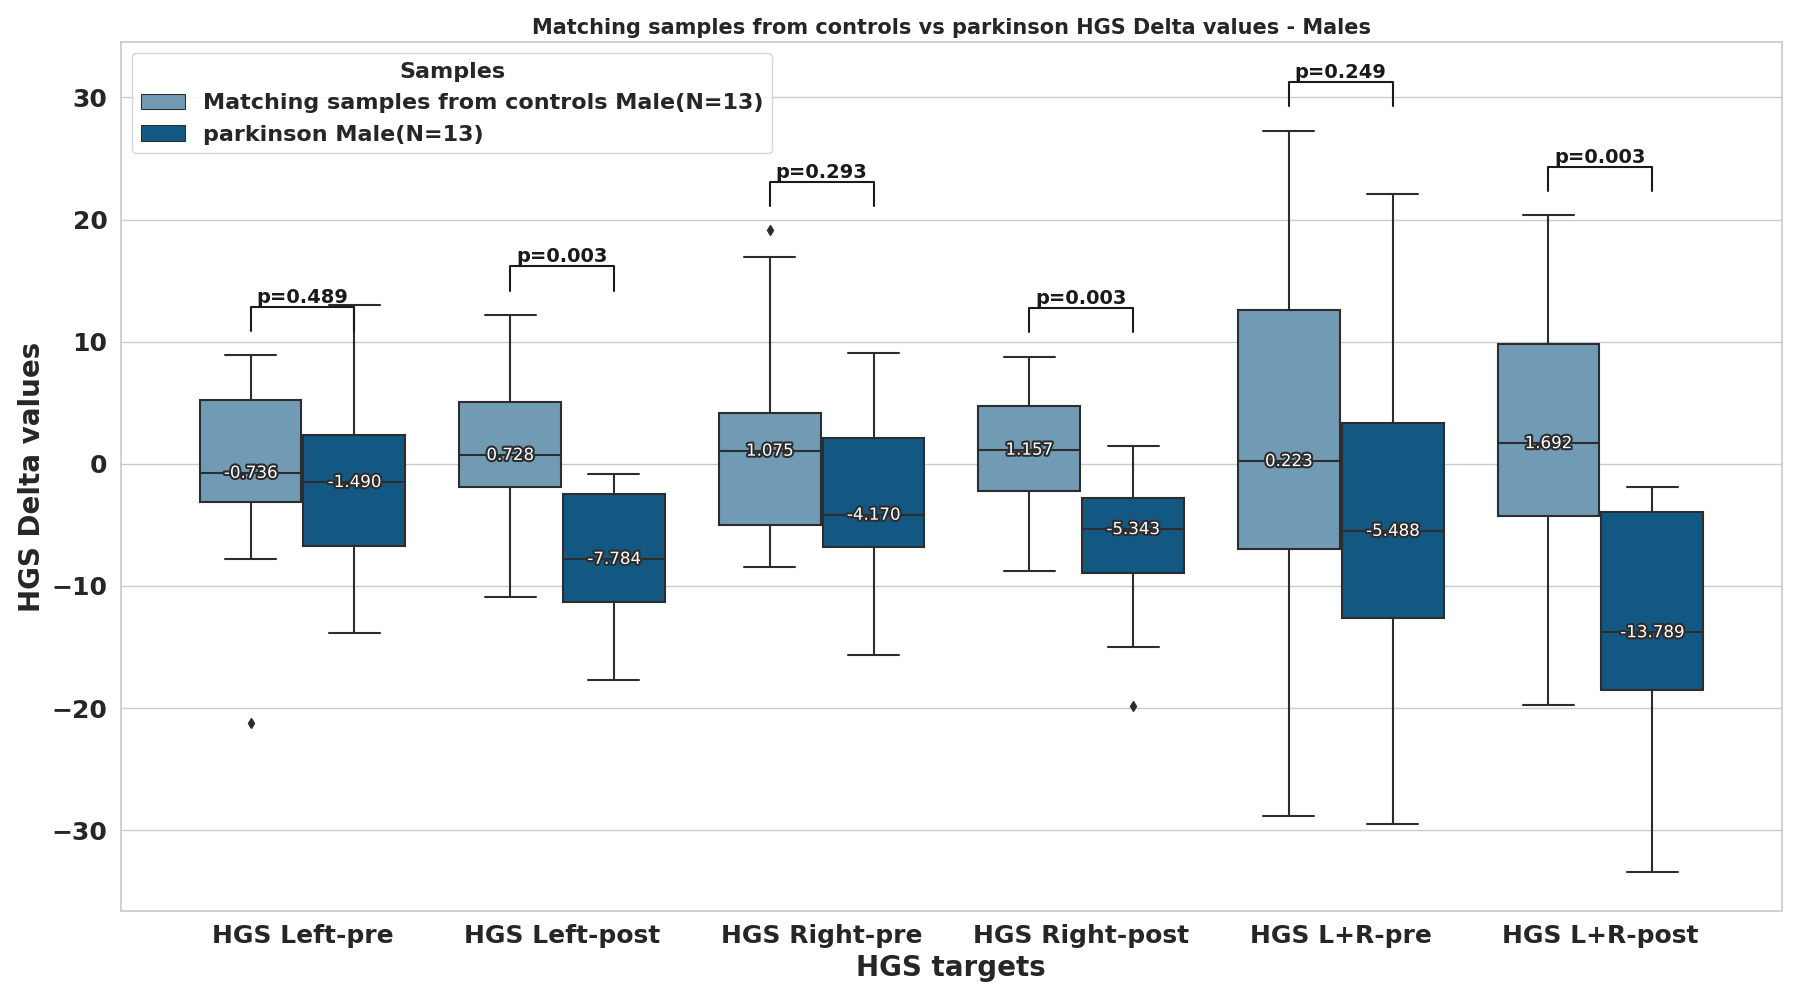 Matching samples from controls vs parkinson HGS Delta values - Males
Samples
Matching samples from controls Male(N=13)
parkinson Male(N=13)
HGS Delta values
30
20
10
0
−10
−20
−30
p=0.489
p=0.003
p=0.293
p=0.003
p=0.249
p=0.003
-0.736
-1.490
0.728
-7.784
1.075
-4.170
1.157
-5.343
0.223
-5.488
1.692
-13.789
HGS Left-pre
HGS Left-post
HGS Right-pre
HGS Right-post
HGS L+R-pre
HGS L+R-post
HGS targets